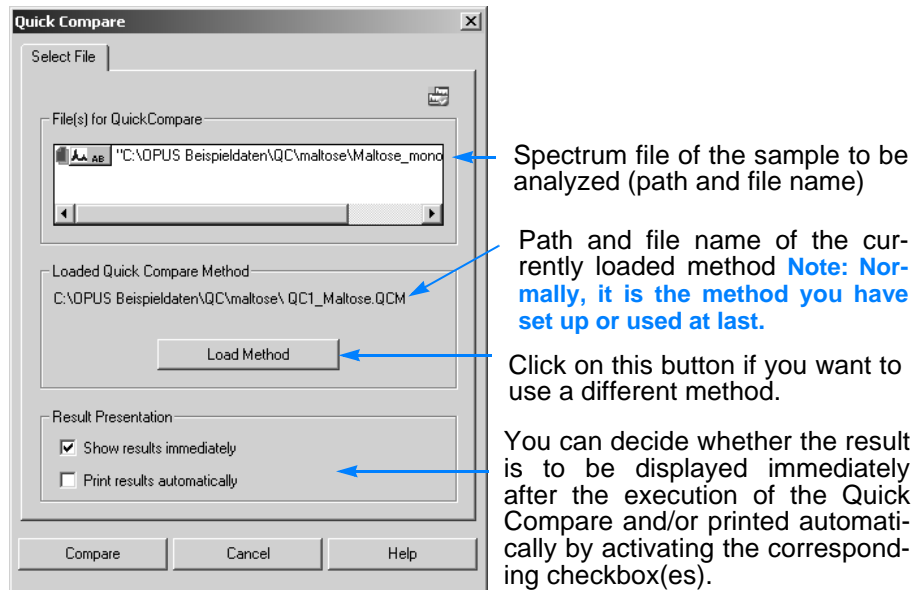 Quick Compare
Select File
File(s) for QuickCompare
AB "C:\OPUS Beispieldaten\QC\maltose\Maltose_mono
Spectrum file of the sample to be
analyzed (path and file name)
Loaded Quick Compare Method
C:\OPUS Beispieldaten\QC\maltose\ QC1_Maltose.QCM
Path and file name of the cur-
rently loaded method Note: Nor-
mally, it is the method you have
set up or used at last.
Load Method
Click on this button if you want to
use a different method.
Result Presentation
Show results immediately
Print results automatically
You can decide whether the result
is to be displayed immediately
after the execution of the Quick
Compare and/or printed automati-
cally by activating the correspond-
ing checkbox(es).
Compare Cancel Help